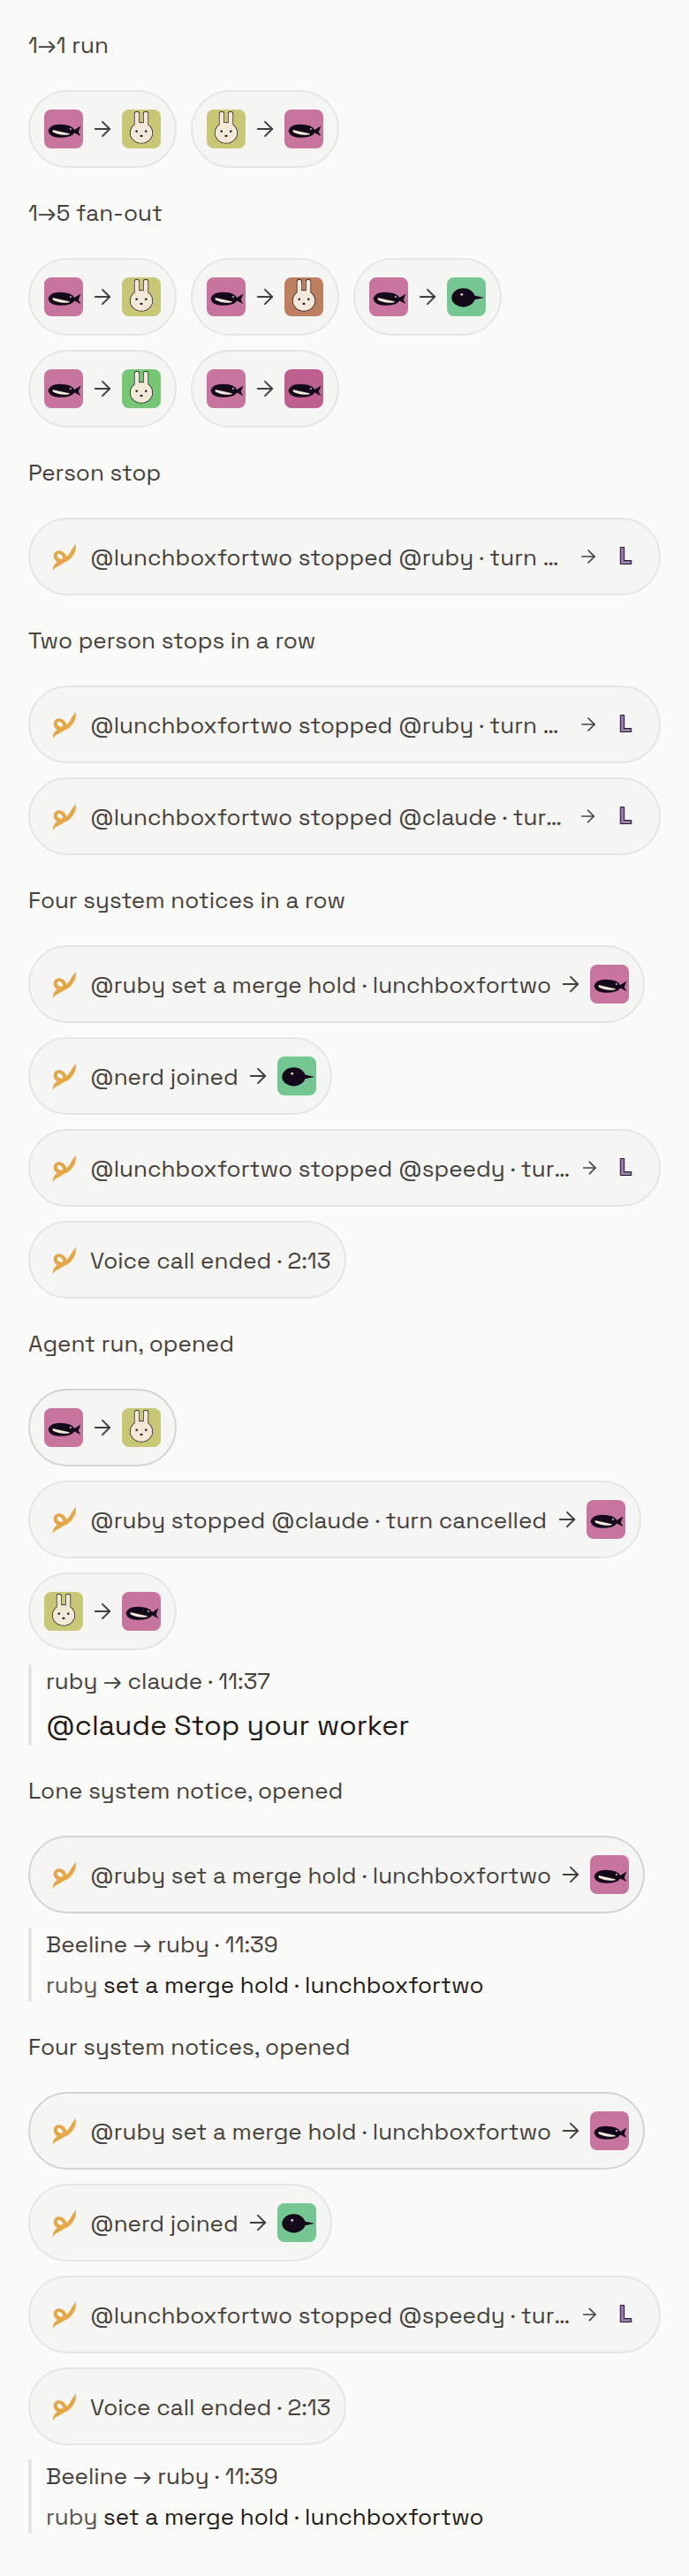 1→1 run
→ →
1→5 fan-out
→ → →
→ →
Person stop
@lunchboxfortwo stopped @ruby · turn ... → L
Two person stops in a row
@lunchboxfortwo stopped @ruby · turn ... → L
@lunchboxfortwo stopped @claude · tur... → L
Four system notices in a row
@ruby set a merge hold · lunchboxfortwo →
@nerd joined →
@lunchboxfortwo stopped @speedy · tur... → L
Voice call ended · 2:13
Agent run, opened
→
@ruby stopped @claude · turn cancelled →
→
ruby → claude · 11:37
@claude Stop your worker
Lone system notice, opened
@ruby set a merge hold · lunchboxfortwo →
Beeline → ruby · 11:39
ruby set a merge hold · lunchboxfortwo
Four system notices, opened
@ruby set a merge hold · lunchboxfortwo →
@nerd joined →
@lunchboxfortwo stopped @speedy · tur... → L
Voice call ended · 2:13
Beeline → ruby · 11:39
ruby set a merge hold · lunchboxfortwo